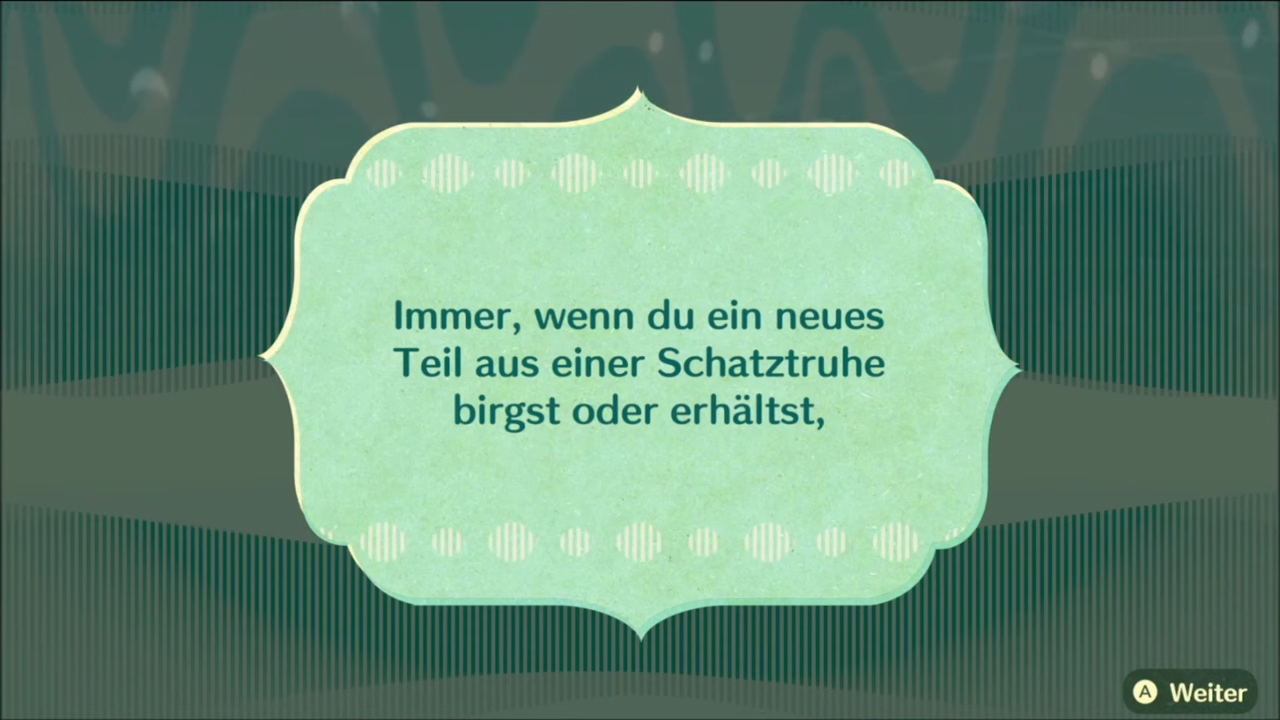 Immer, wenn du ein neues
Teil aus einer Schatztruhe
birgst oder erhältst,
A Weiter